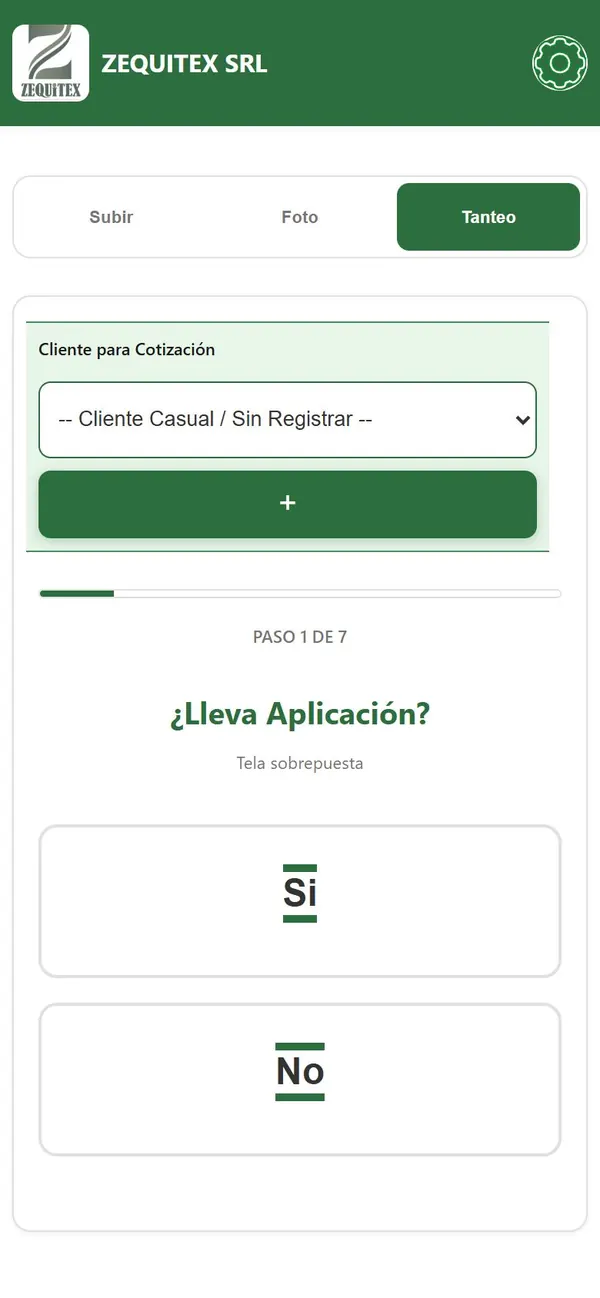 ZEQUITEX
ZEQUITEX SRL
Subir
Foto
Tanteo
Cliente para Cotización
-- Cliente Casual / Sin Registrar --
+
PASO 1 DE 7
¿Lleva Aplicación?
Tela sobrepuesta
Si
No